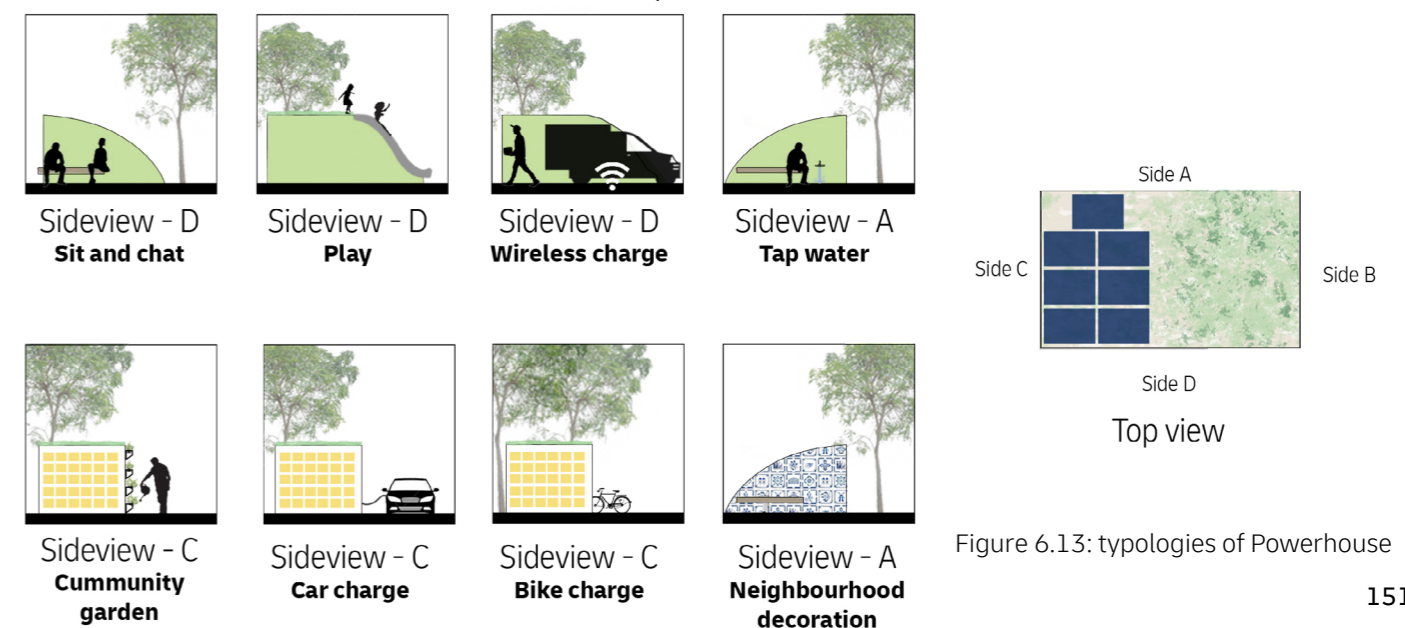 Sideview - D
Sit and chat
Sideview - D
Play
Sideview - D
Wireless charge
Sideview - A
Tap water
Sideview - C
Cummunity
garden
Sideview - C
Car charge
Sideview - C
Bike charge
Sideview - A
Neighbourhood
decoration
Side A
Side C
Side B
Side D
Top view
Figure 6.13: typologies of Powerhouse
151